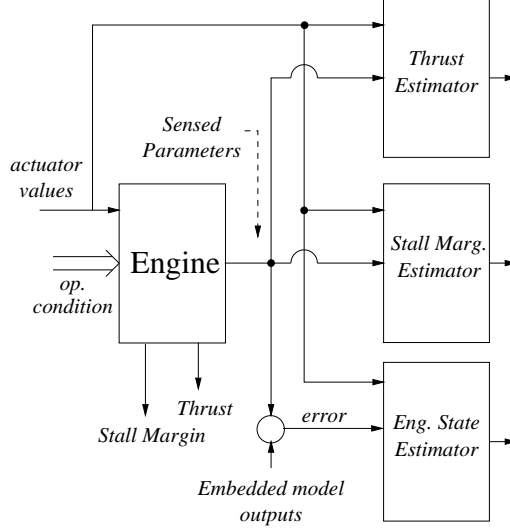 Thrust
Estimator
Sensed
Parameters
actuator
values
Engine
Stall Marg.
Estimator
op.
condition
Thrust
Stall Margin
error
Eng. State
Estimator
Embedded model
outputs